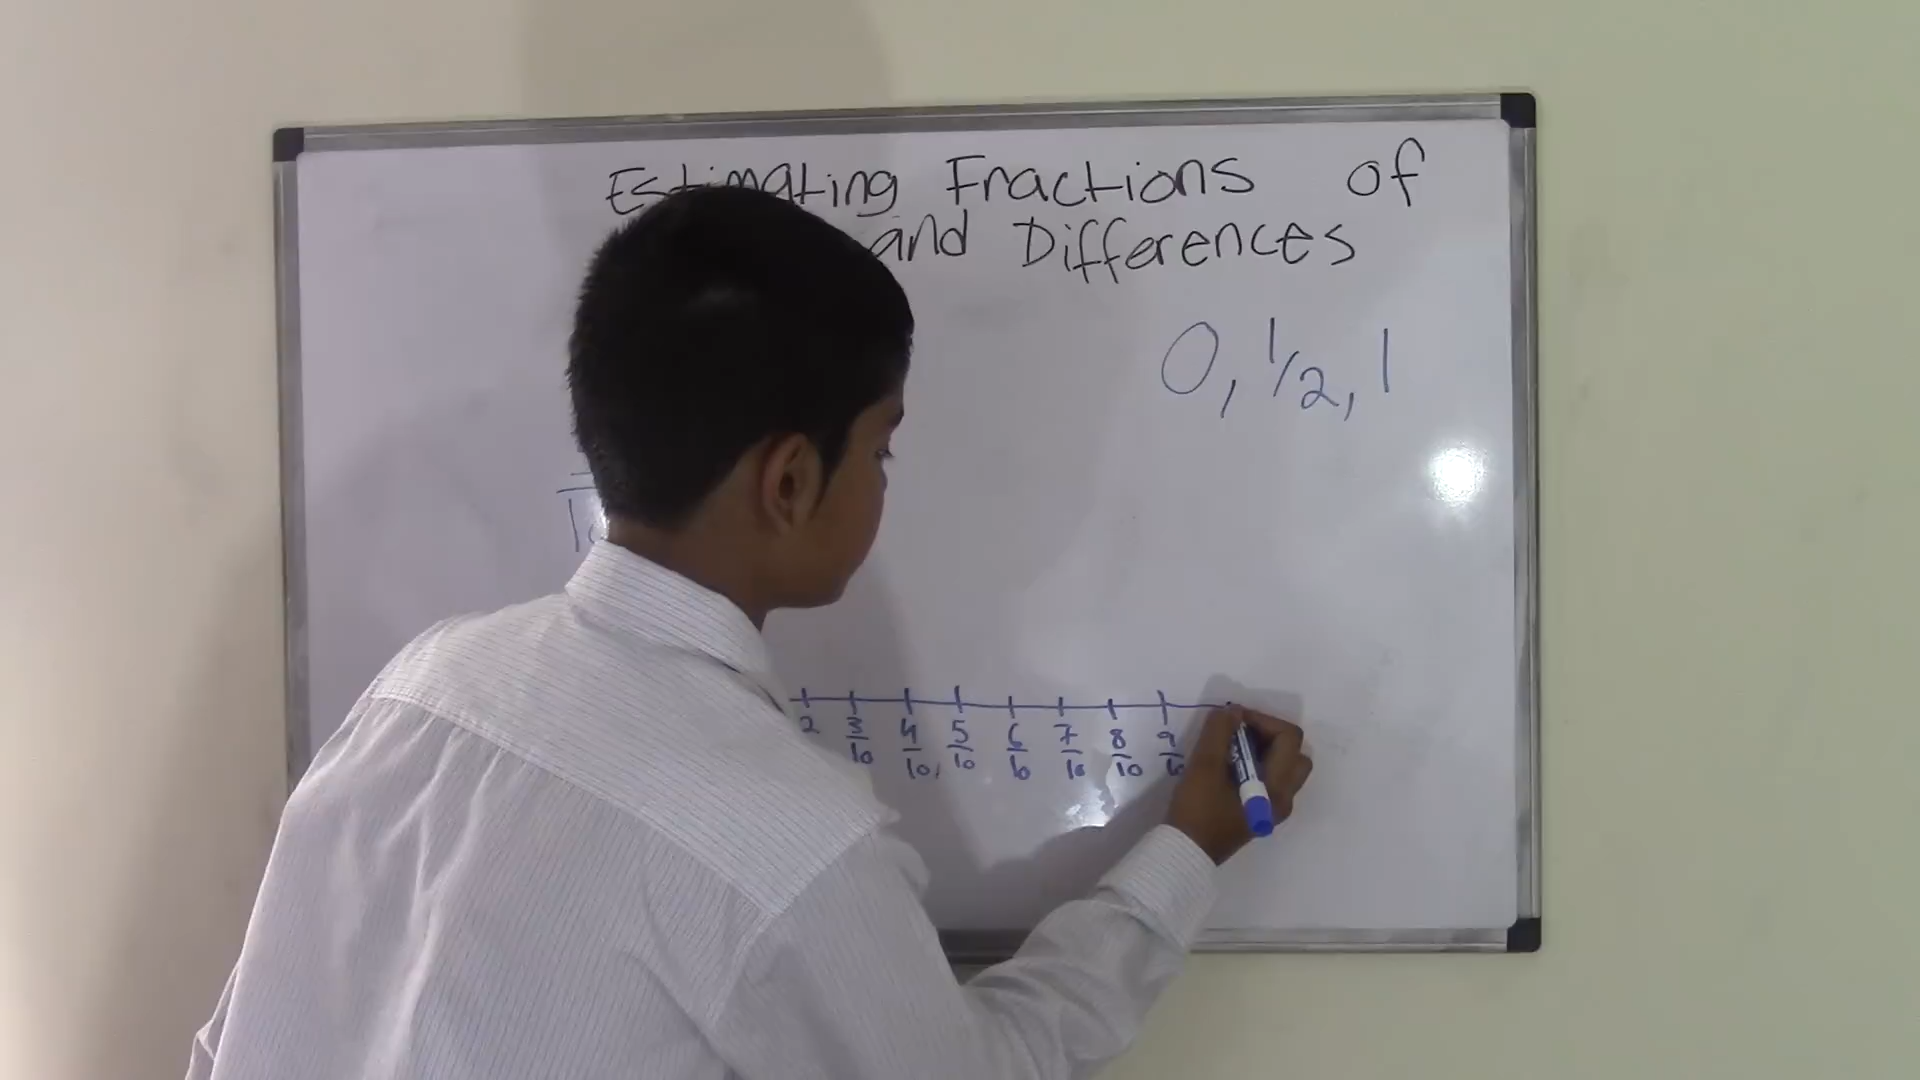 Estimating Fractions of
and Differences
0, 1/2, 1
2 3/10 4/10, 5/10 6/10 7/10 8/10 9/10